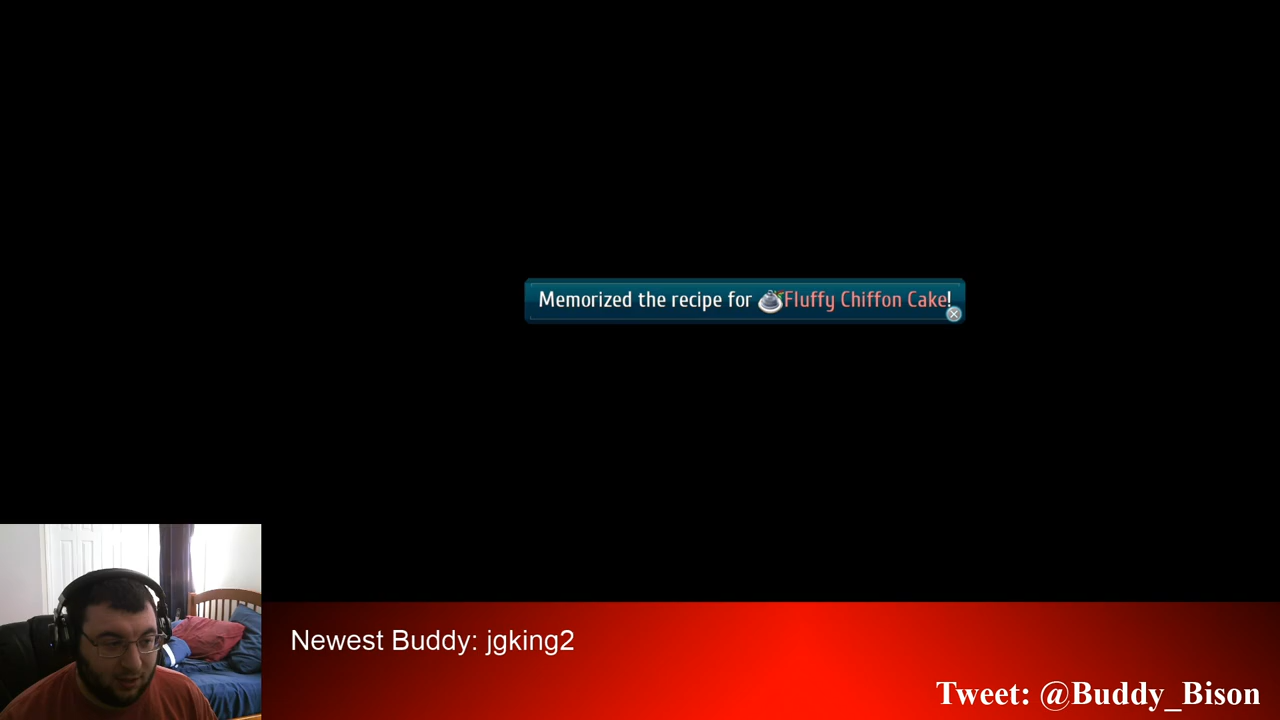 Memorized the recipe for Fluffy Chiffon Cake!
Newest Buddy: jgking2
Tweet: @Buddy_Bison